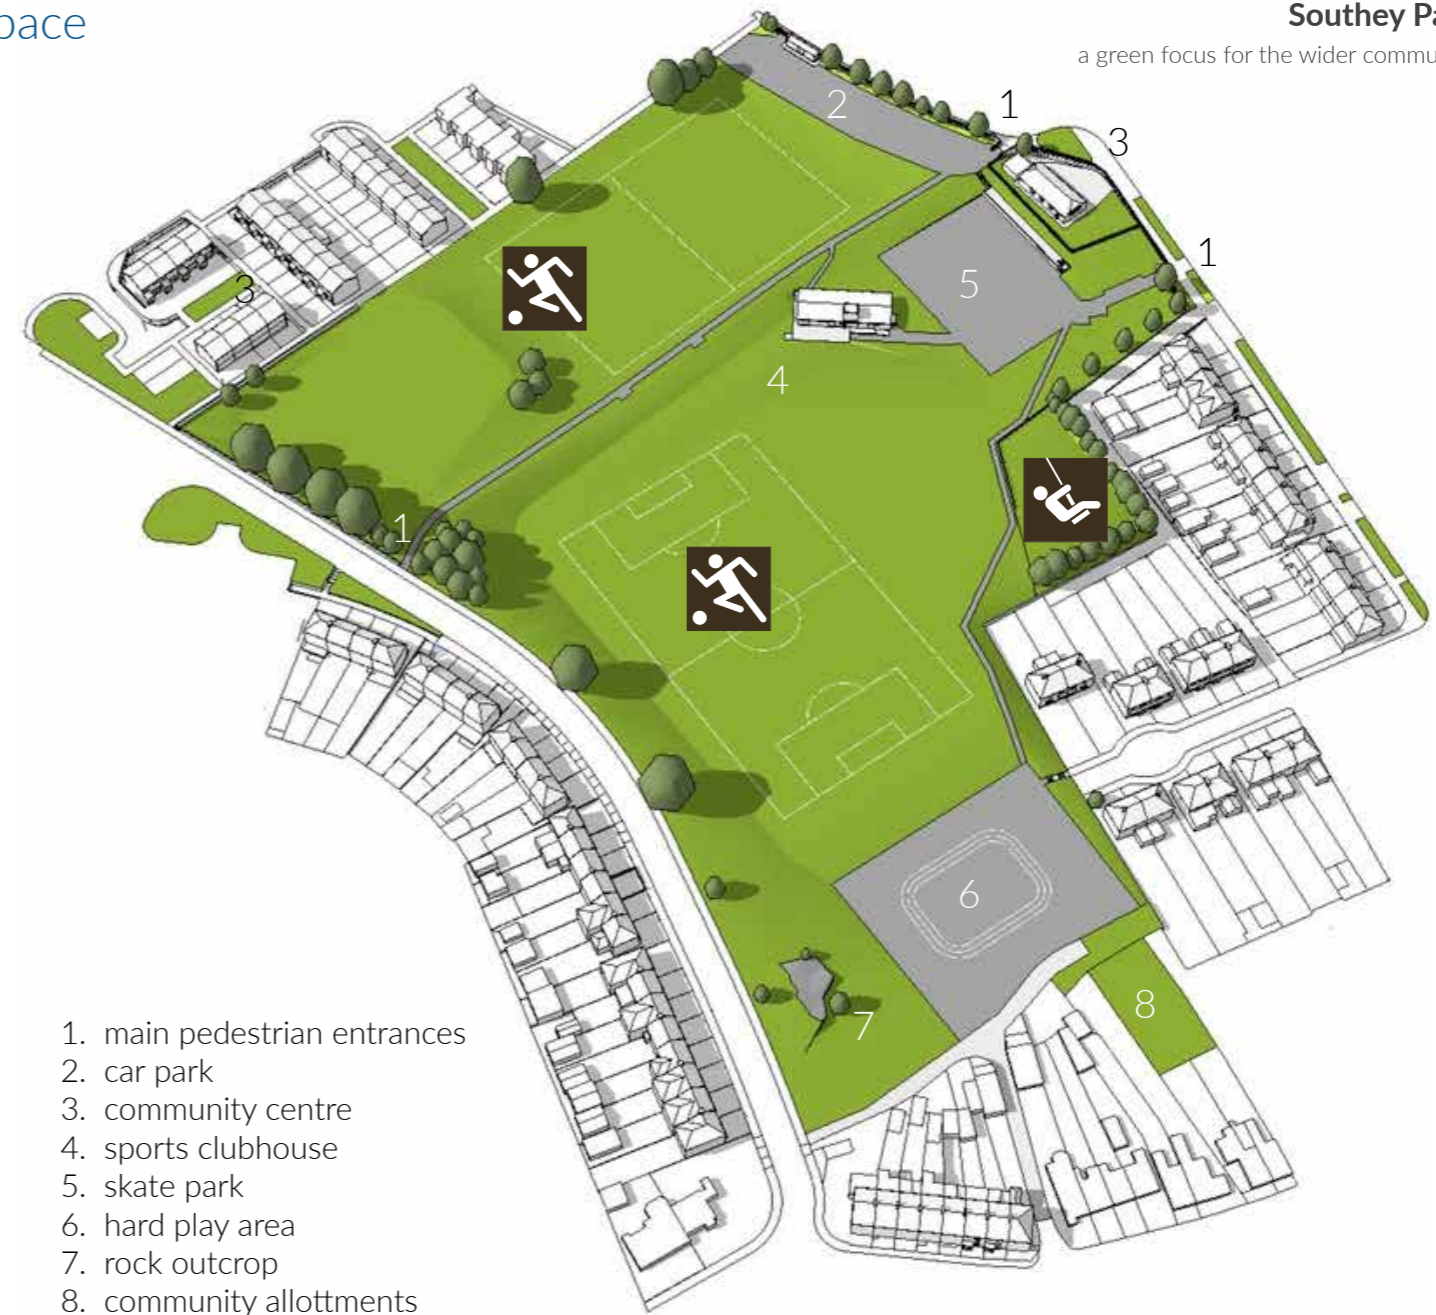 Southey Pa
a green focus for the wider commu
pace
2
1
3
1
5
3
4
1
6
8
7
1. main pedestrian entrances
2. car park
3. community centre
4. sports clubhouse
5. skate park
6. hard play area
7. rock outcrop
8. community allottments